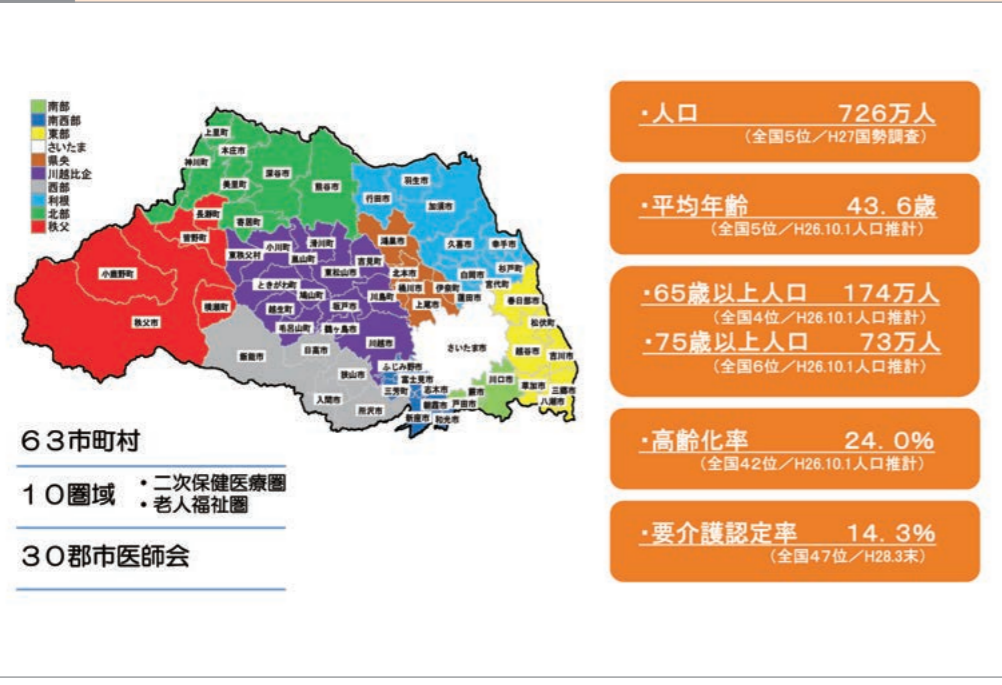 南部
南西部
東部
さいたま
県央
川越比企
西部
利根
北部
秩父
上里町
本庄市
神川町
美里町
深谷市
熊谷市
長瀞町
寄居町
皆野町
小鹿野町
秩父市
横瀬町
行田市
羽生市
加須市
久喜市
幸手市
白岡市
杉戸町
宮代町
蓮田市
鴻巣市
北本市
桶川市
伊奈町
上尾市
東秩父村
小川町
滑川町
嵐山町
吉見町
東松山市
ときがわ町
鳩山町
川島町
越生町
坂戸市
毛呂山町
鶴ヶ島市
川越市
飯能市
日高市
狭山市
入間市
所沢市
さいたま市
春日部市
松伏町
越谷市
吉川市
草加市
三郷市
八潮市
川口市
蕨市
戸田市
ふじみ野市
富士見市
三芳町
志木市
朝霞市
新座市
和光市
63市町村
10圏域
・二次保健医療圏
・老人福祉圏
30郡市医師会
・人口 726万人
(全国5位/H27国勢調査)
・平均年齢 43.6歳
(全国5位/H26.10.1人口推計)
・65歳以上人口 174万人
(全国4位/H26.10.1人口推計)
・75歳以上人口 73万人
(全国6位/H26.10.1人口推計)
・高齢化率 24.0%
(全国42位/H26.10.1人口推計)
・要介護認定率 14.3%
(全国47位/H28.3末)